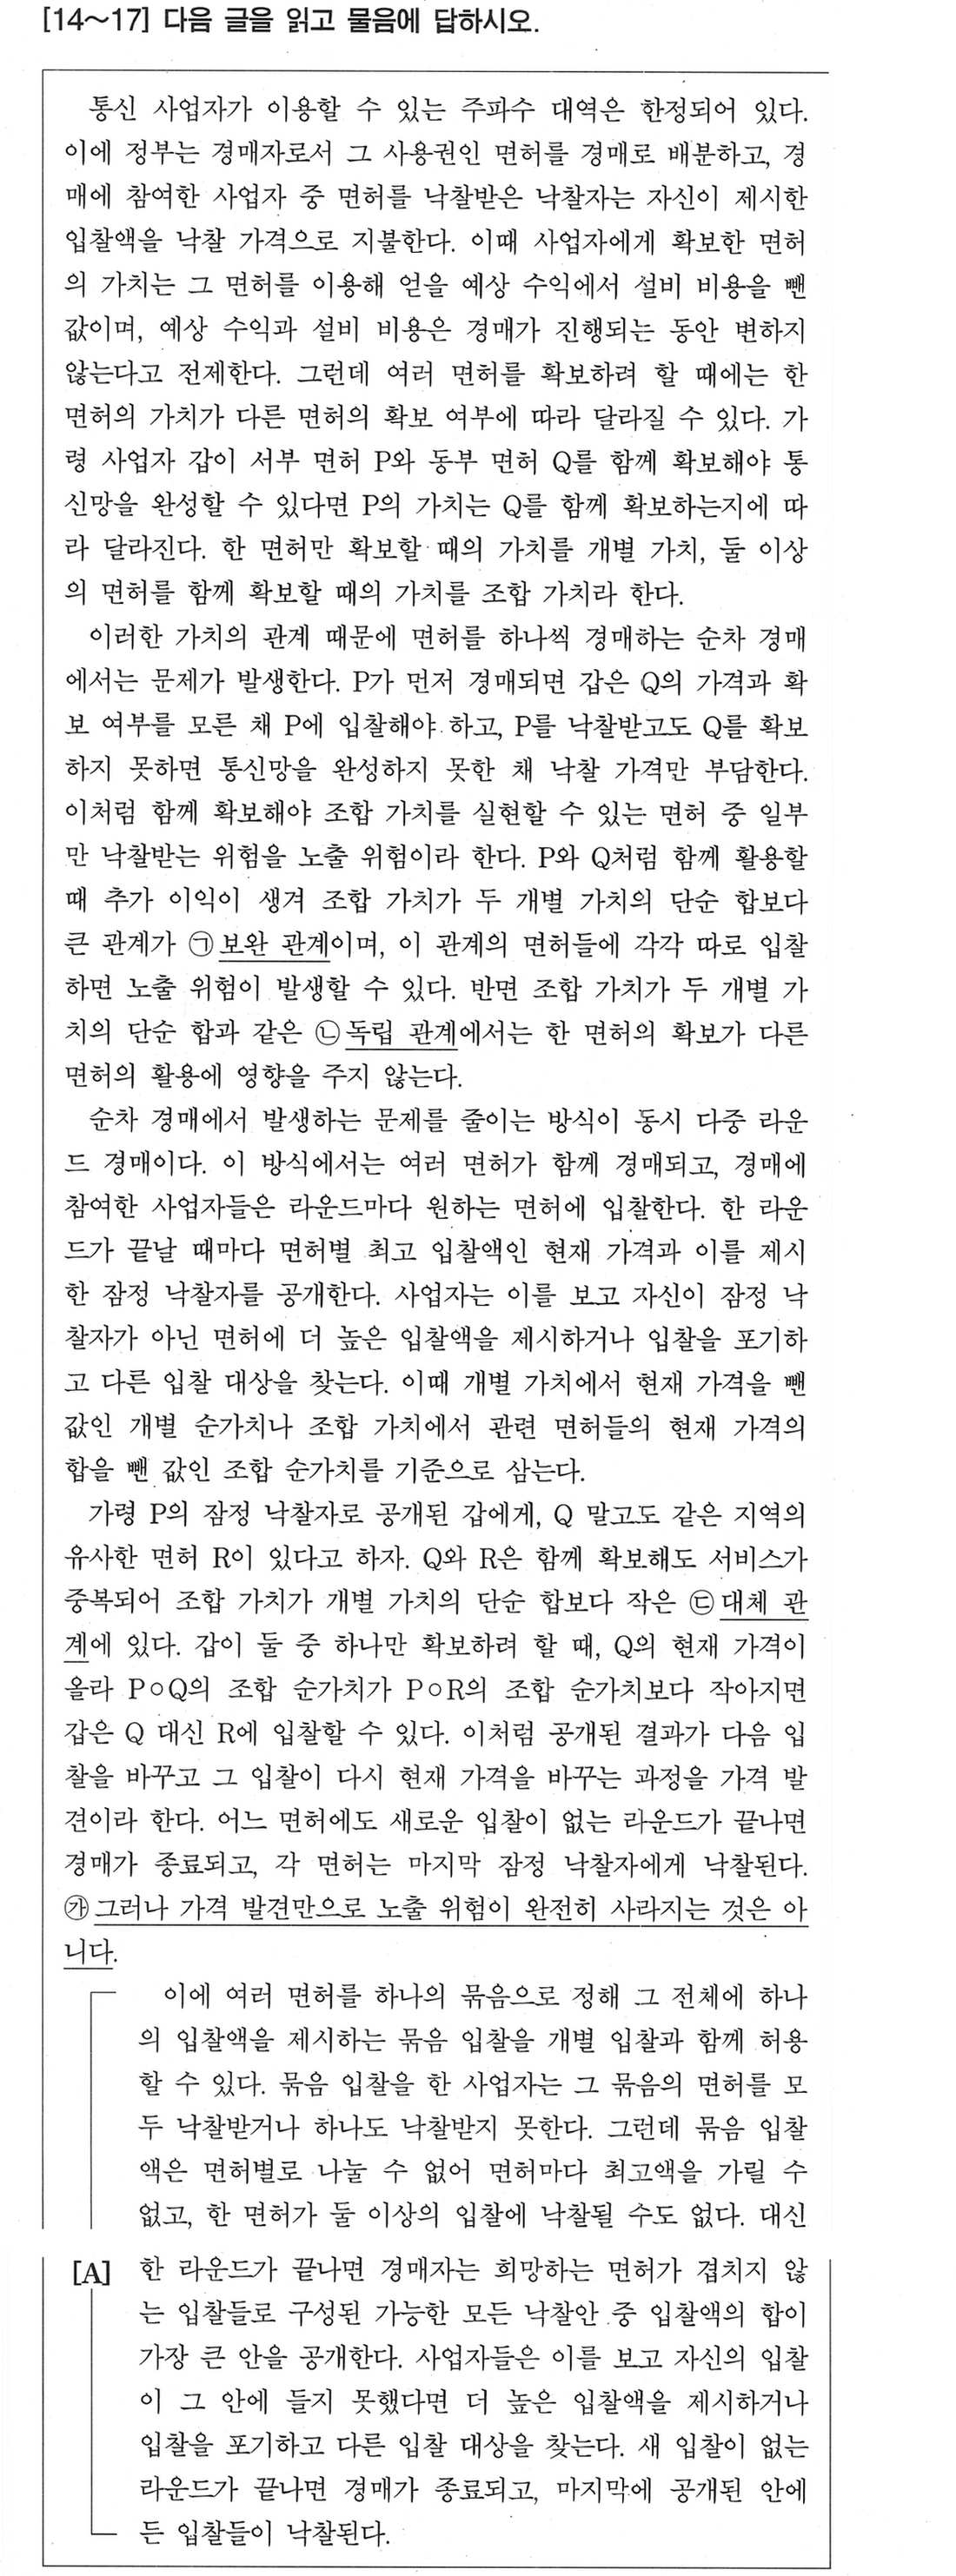 [14~17] 다음 글을 읽고 물음에 답하시오.
통신 사업자가 이용할 수 있는 주파수 대역은 한정되어 있다.
이에 정부는 경매자로서 그 사용권인 면허를 경매로 배분하고, 경
매에 참여한 사업자 중 면허를 낙찰받은 낙찰자는 자신이 제시한
입찰액을 낙찰 가격으로 지불한다. 이때 사업자에게 확보한 면허
의 가치는 그 면허를 이용해 얻을 예상 수익에서 설비 비용을 뺀
값이며, 예상 수익과 설비 비용은 경매가 진행되는 동안 변하지
않는다고 전제한다. 그런데 여러 면허를 확보하려 할 때에는 한
면허의 가치가 다른 면허의 확보 여부에 따라 달라질 수 있다. 가
령 사업자 갑이 서부 면허 P와 동부 면허 Q를 함께 확보해야 통
신망을 완성할 수 있다면 P의 가치는 Q를 함께 확보하는지에 따
라 달라진다. 한 면허만 확보할 때의 가치를 개별 가치, 둘 이상
의 면허를 함께 확보할 때의 가치를 조합 가치라 한다.
이러한 가치의 관계 때문에 면허를 하나씩 경매하는 순차 경매
에서는 문제가 발생한다. P가 먼저 경매되면 갑은 Q의 가격과 확
보 여부를 모른 채 P에 입찰해야 하고, P를 낙찰받고도 Q를 확보
하지 못하면 통신망을 완성하지 못한 채 낙찰 가격만 부담한다.
이처럼 함께 확보해야 조합 가치를 실현할 수 있는 면허 중 일부
만 낙찰받는 위험을 노출 위험이라 한다. P와 Q처럼 함께 활용할
때 추가 이익이 생겨 조합 가치가 두 개별 가치의 단순 합보다
큰 관계가 ㉠보완 관계이며, 이 관계의 면허들에 각각 따로 입찰
하면 노출 위험이 발생할 수 있다. 반면 조합 가치가 두 개별 가
치의 단순 합과 같은 ㉡독립 관계에서는 한 면허의 확보가 다른
면허의 활용에 영향을 주지 않는다.
순차 경매에서 발생하는 문제를 줄이는 방식이 동시 다중 라운
드 경매이다. 이 방식에서는 여러 면허가 함께 경매되고, 경매에
참여한 사업자들은 라운드마다 원하는 면허에 입찰한다. 한 라운
드가 끝날 때마다 면허별 최고 입찰액인 현재 가격과 이를 제시
한 잠정 낙찰자를 공개한다. 사업자는 이를 보고 자신이 잠정 낙
찰자가 아닌 면허에 더 높은 입찰액을 제시하거나 입찰을 포기하
고 다른 입찰 대상을 찾는다. 이때 개별 가치에서 현재 가격을 뺀
값인 개별 순가치나 조합 가치에서 관련 면허들의 현재 가격의
합을 뺀 값인 조합 순가치를 기준으로 삼는다.
가령 P의 잠정 낙찰자로 공개된 갑에게, Q 말고도 같은 지역의
유사한 면허 R이 있다고 하자. Q와 R은 함께 확보해도 서비스가
중복되어 조합 가치가 개별 가치의 단순 합보다 작은 ㉢대체 관
계에 있다. 갑이 둘 중 하나만 확보하려 할 때, Q의 현재 가격이
올라 P∘Q의 조합 순가치가 P∘R의 조합 순가치보다 작아지면
갑은 Q 대신 R에 입찰할 수 있다. 이처럼 공개된 결과가 다음 입
찰을 바꾸고 그 입찰이 다시 현재 가격을 바꾸는 과정을 가격 발
견이라 한다. 어느 면허에도 새로운 입찰이 없는 라운드가 끝나면
경매가 종료되고, 각 면허는 마지막 잠정 낙찰자에게 낙찰된다.
㉮그러나 가격 발견만으로 노출 위험이 완전히 사라지는 것은 아
니다.
이에 여러 면허를 하나의 묶음으로 정해 그 전체에 하나
의 입찰액을 제시하는 묶음 입찰을 개별 입찰과 함께 허용
할 수 있다. 묶음 입찰을 한 사업자는 그 묶음의 면허를 모
두 낙찰받거나 하나도 낙찰받지 못한다. 그런데 묶음 입찰
액은 면허별로 나눌 수 없어 면허마다 최고액을 가릴 수
없고, 한 면허가 둘 이상의 입찰에 낙찰될 수도 없다. 대신
[A] 한 라운드가 끝나면 경매자는 희망하는 면허가 겹치지 않
는 입찰들로 구성된 가능한 모든 낙찰안 중 입찰액의 합이
가장 큰 안을 공개한다. 사업자들은 이를 보고 자신의 입찰
이 그 안에 들지 못했다면 더 높은 입찰액을 제시하거나
입찰을 포기하고 다른 입찰 대상을 찾는다. 새 입찰이 없는
라운드가 끝나면 경매가 종료되고, 마지막에 공개된 안에
든 입찰들이 낙찰된다.